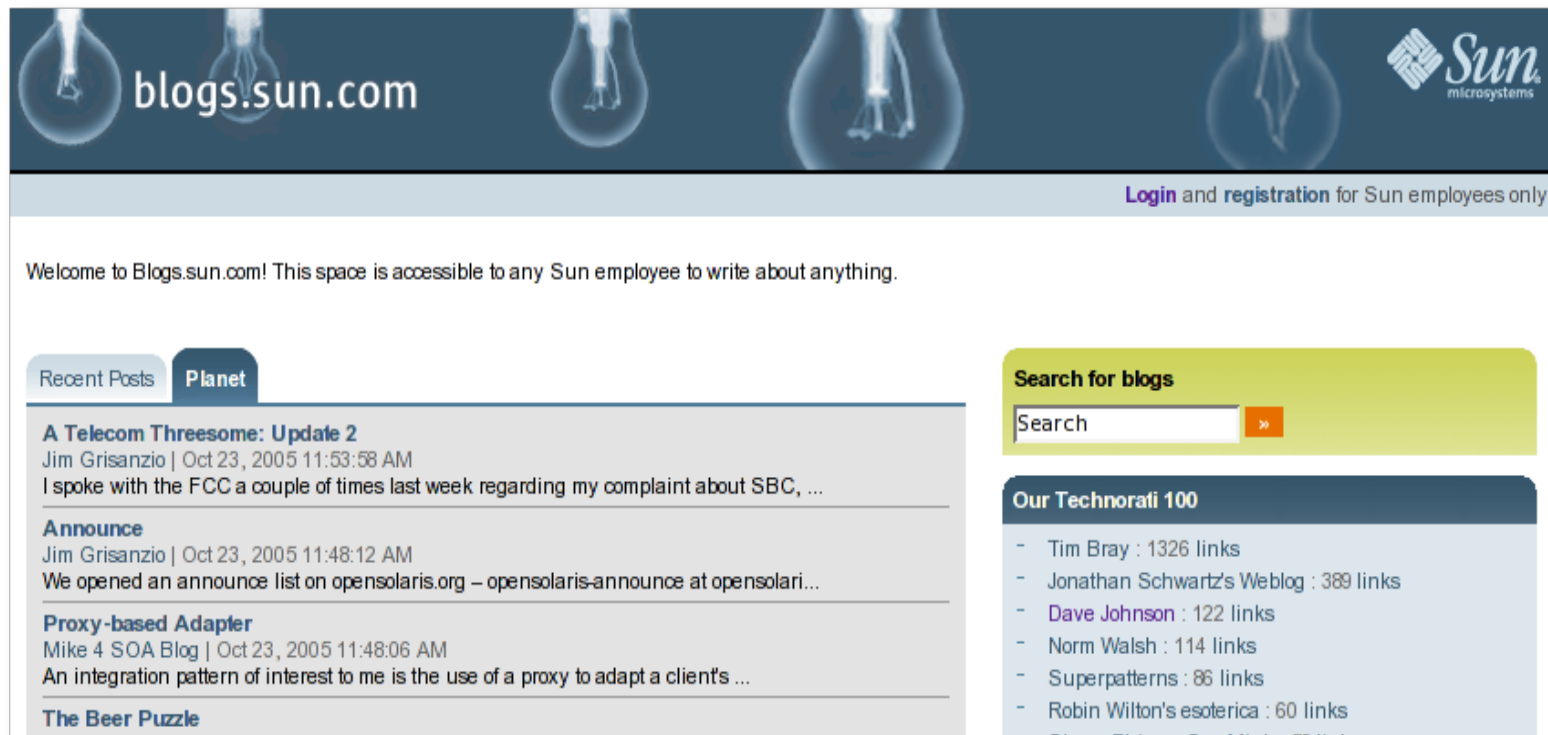 blogs.sun.com
Sun
microsystems
Login and registration for Sun employees only
Welcome to Blogs.sun.com! This space is accessible to any Sun employee to write about anything.
Recent Posts
Planet
A Telecom Threesome: Update 2
Jim Grisanzio | Oct 23, 2005 11:53:58 AM
I spoke with the FCC a couple of times last week regarding my complaint about SBC, ...
Announce
Jim Grisanzio | Oct 23, 2005 11:48:12 AM
We opened an announce list on opensolaris.org – opensolaris-announce at opensolari...
Proxy-based Adapter
Mike 4 SOA Blog | Oct 23, 2005 11:48:06 AM
An integration pattern of interest to me is the use of a proxy to adapt a client's ...
The Beer Puzzle
Search for blogs
Search
»
Our Technorati 100
- Tim Bray : 1326 links
- Jonathan Schwartz's Weblog : 389 links
- Dave Johnson : 122 links
- Norm Walsh : 114 links
- Superpatterns : 86 links
- Robin Wilton's esoterica : 60 links